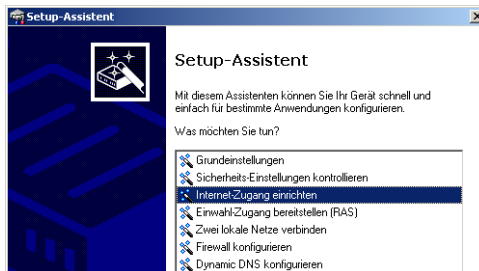 Setup-Assistent
Setup-Assistent
Mit diesem Assistenten können Sie Ihr Gerät schnell und
einfach für bestimmte Anwendungen konfigurieren.
Was möchten Sie tun?
Grundeinstellungen
Sicherheits-Einstellungen kontrollieren
Internet-Zugang einrichten
Einwahl-Zugang bereitstellen (RAS)
Zwei lokale Netze verbinden
Firewall konfigurieren
Dynamic DNS konfigurieren